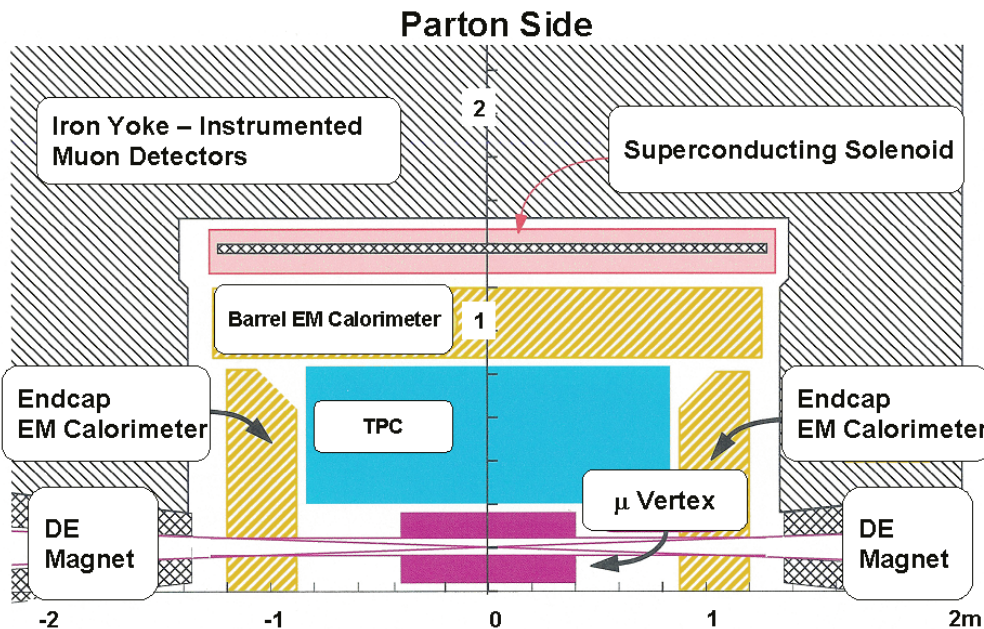 Parton Side
2
Iron Yoke – Instrumented
Muon Detectors
Superconducting Solenoid
Barrel EM Calorimeter
1
Endcap
EM Calorimeter
TPC
Endcap
EM Calorimeter
μ Vertex
DE
Magnet
DE
Magnet
-2
-1
0
1
2m